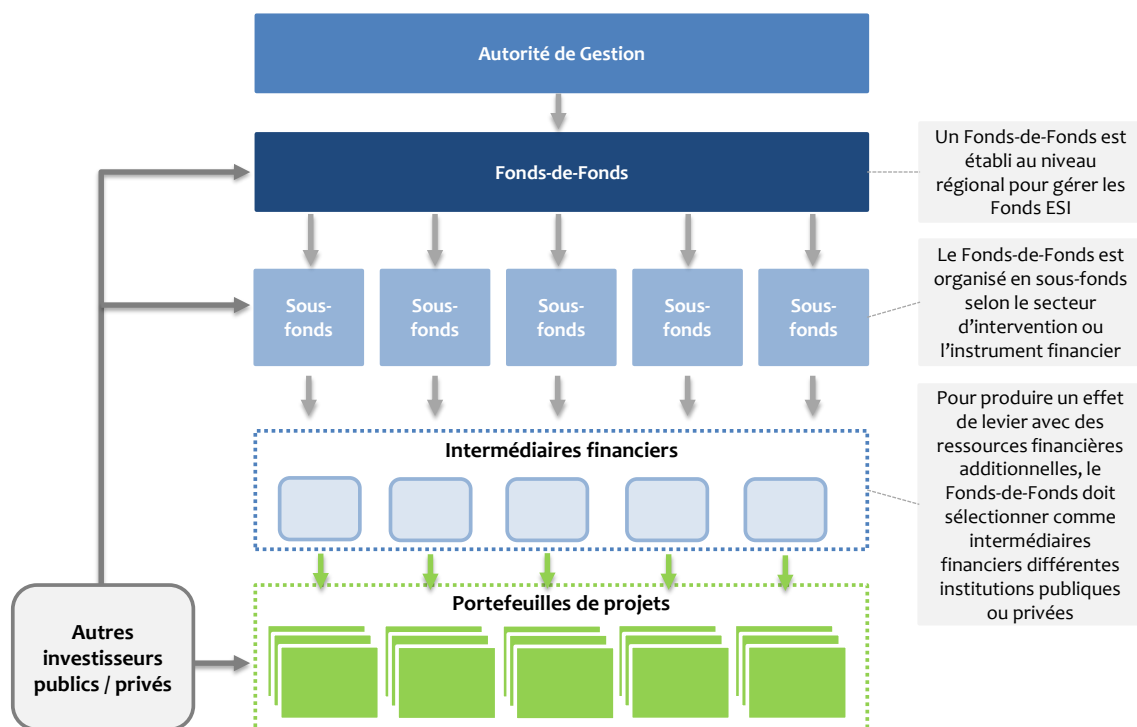 Autorité de Gestion
Fonds-de-Fonds
Un Fonds-de-Fonds est
établi au niveau
régional pour gérer les
Fonds ESI
Sous-
fonds
Sous-
fonds
Sous-
fonds
Sous-
fonds
Sous-
fonds
Le Fonds-de-Fonds est
organisé en sous-fonds
selon le secteur
d’intervention ou
l’instrument financier
Intermédiaires financiers
Pour produire un effet
de levier avec des
ressources financières
additionnelles, le
Fonds-de-Fonds doit
sélectionner comme
intermédiaires
financiers différentes
institutions publiques
ou privées
Portefeuilles de projets
Autres
investisseurs
publics / privés